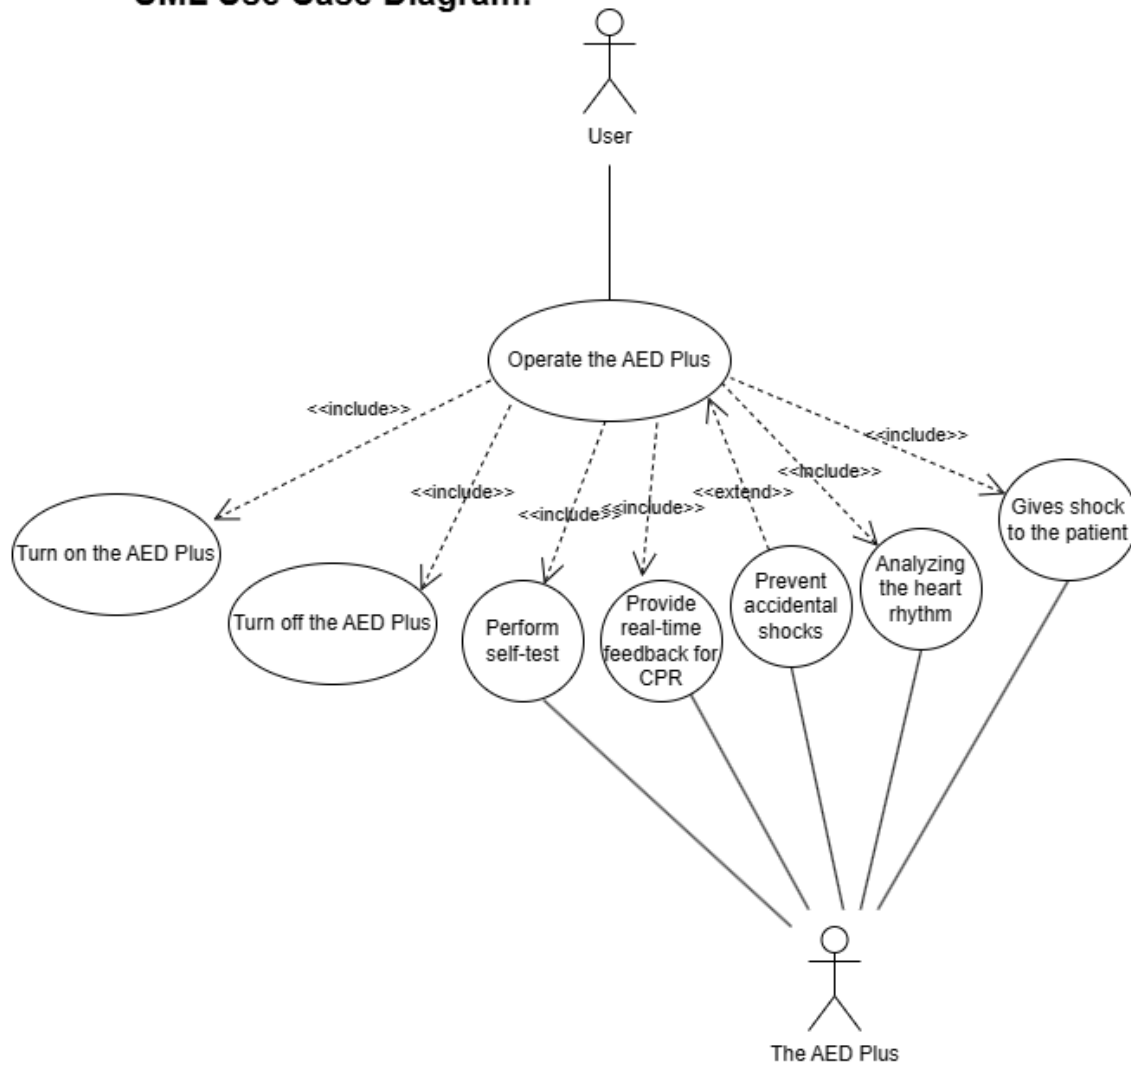 UML Use Case Diagram:
User
Operate the AED Plus
<<include>>
<<include>>
<<include>>
<<include>>
<<extend>>
<<include>>
<<include>>
Turn on the AED Plus
Turn off the AED Plus
Perform
self-test
Provide
real-time
feedback for
CPR
Prevent
accidental
shocks
Analyzing
the heart
rhythm
Gives shock
to the patient
The AED Plus